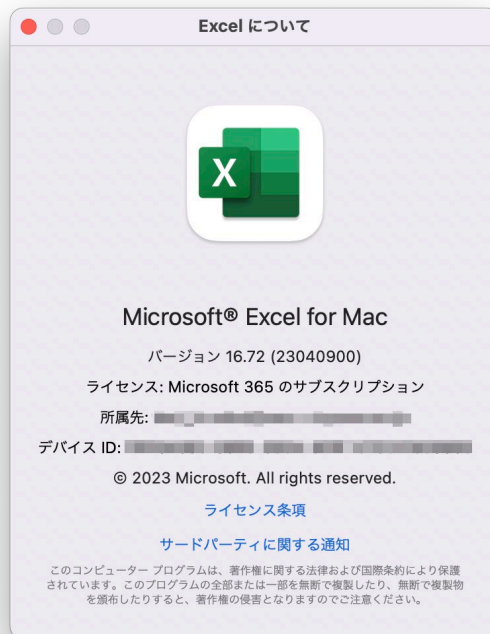 Excel について
X
Microsoft® Excel for Mac
バージョン 16.72 (23040900)
ライセンス: Microsoft 365 のサブスクリプション
所属先:
デバイス ID:
© 2023 Microsoft. All rights reserved.
ライセンス条項
サードパーティに関する通知
このコンピューター プログラムは、著作権に関する法律および国際条約により保護
されています。このプログラムの全部または一部を無断で複製したり、無断で複製物
を頒布したりすると、著作権の侵害となりますのでご注意ください。